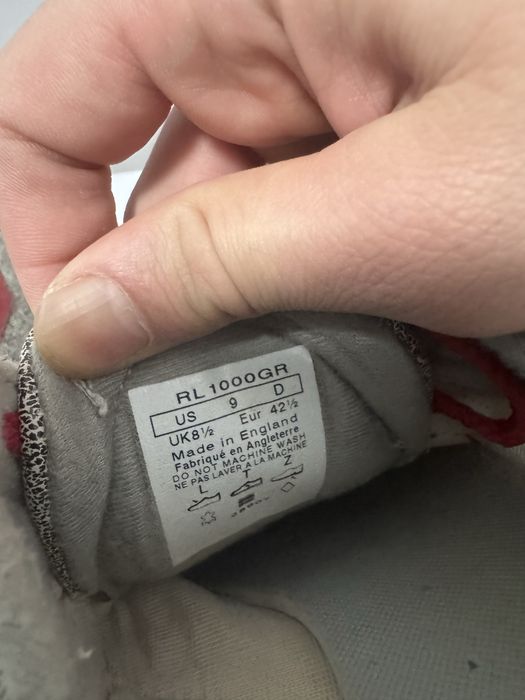 RL1000GR
US 9 D
UK8½ Eur 42½
Made in England
Fabriqué en Angleterre
DO NOT MACHINE WASH
NE PAS LAVER A LA MACHINE
L T Z